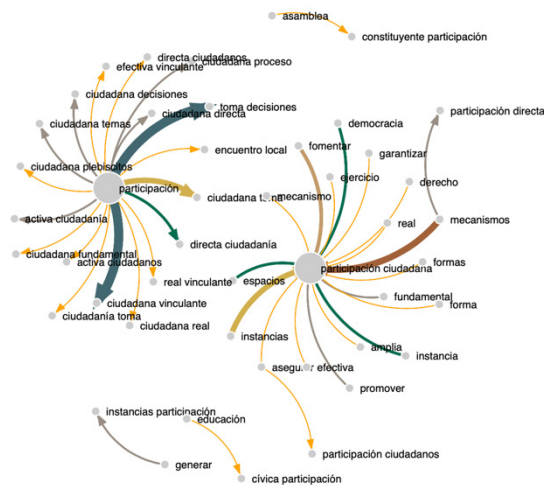 asamblea
constituyente participación
directa ciudadanos
efectiva vinculante
ciudadana proceso
ciudadana decisiones
toma decisiones
ciudadana directa
ciudadana temas
participación directa
democracia
fomentar
encuentro local
garantizar
ciudadana plebiscitos
ejercicio
derecho
participación
mecanismo
activa ciudadanía
real
mecanismos
directa ciudadanía
ciudadana fundamental
activa ciudadanos
participación ciudadana
formas
real vinculante
espacios
fundamental
ciudadana vinculante
forma
ciudadanía toma
ciudadana real
instancias
amplia
instancia
asegurar
efectiva
promover
instancias participación
educación
participación ciudadanos
generar
cívica participación